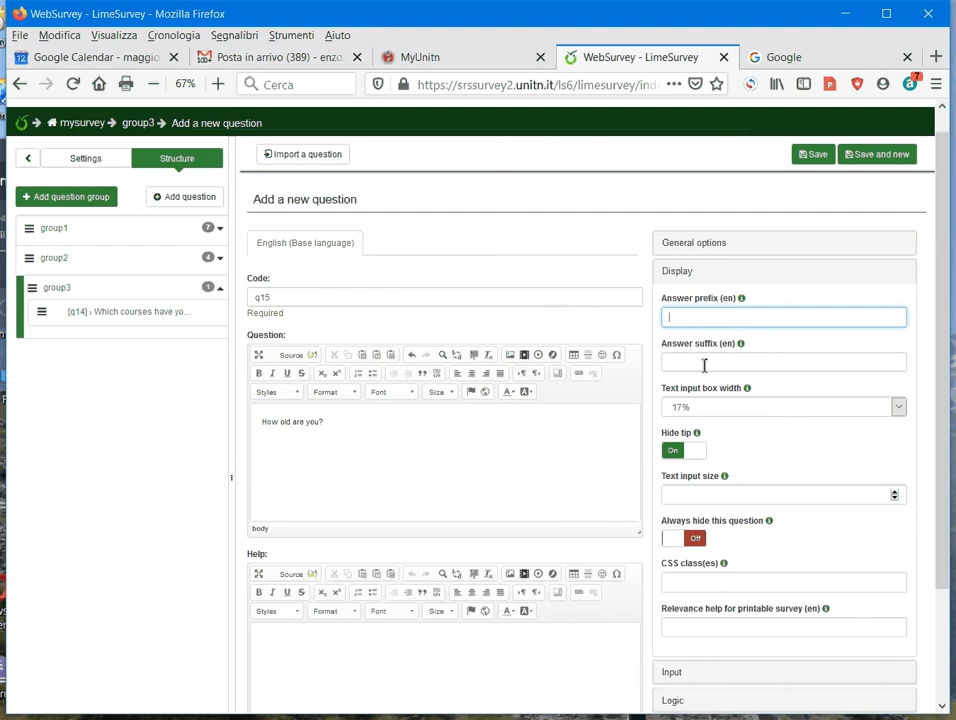 WebSurvey - LimeSurvey - Mozilla Firefox
File Modifica Visualizza Cronologia Segnalibri Strumenti Aiuto
12 Google Calendar - maggio
100+ Posta in arrivo (389) - enzo.
MyUnitn
WebSurvey - LimeSurvey
Google
67% Cerca https://srssurvey2.unitn.it/ls6/limesurvey/inde 7
mysurvey group3 Add a new question
Settings Structure Import a question Save Save and new
Add question group Add question Add a new question
group1 7
group2 4
group3 1
[q14] › Which courses have yo...
English (Base language)
Code:
q15
Required
Question:
Source
B I U S
Styles Format Font Size A A
How old are you?
body
Help:
Source
B I U S
Styles Format Font Size A A
General options
Display
Answer prefix (en)
Answer suffix (en)
Text input box width
17%
Hide tip
On
Text input size
Always hide this question
Off
CSS class(es)
Relevance help for printable survey (en)
Input
Logic